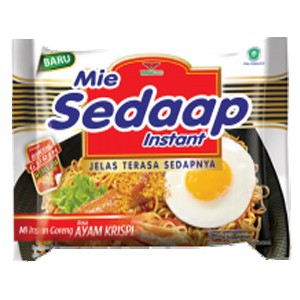 BARU
Mie
Sedaap
Instant
JELAS TERASA SEDAPNYA
Rasa
Mi Instan Goreng AYAM KRISPI